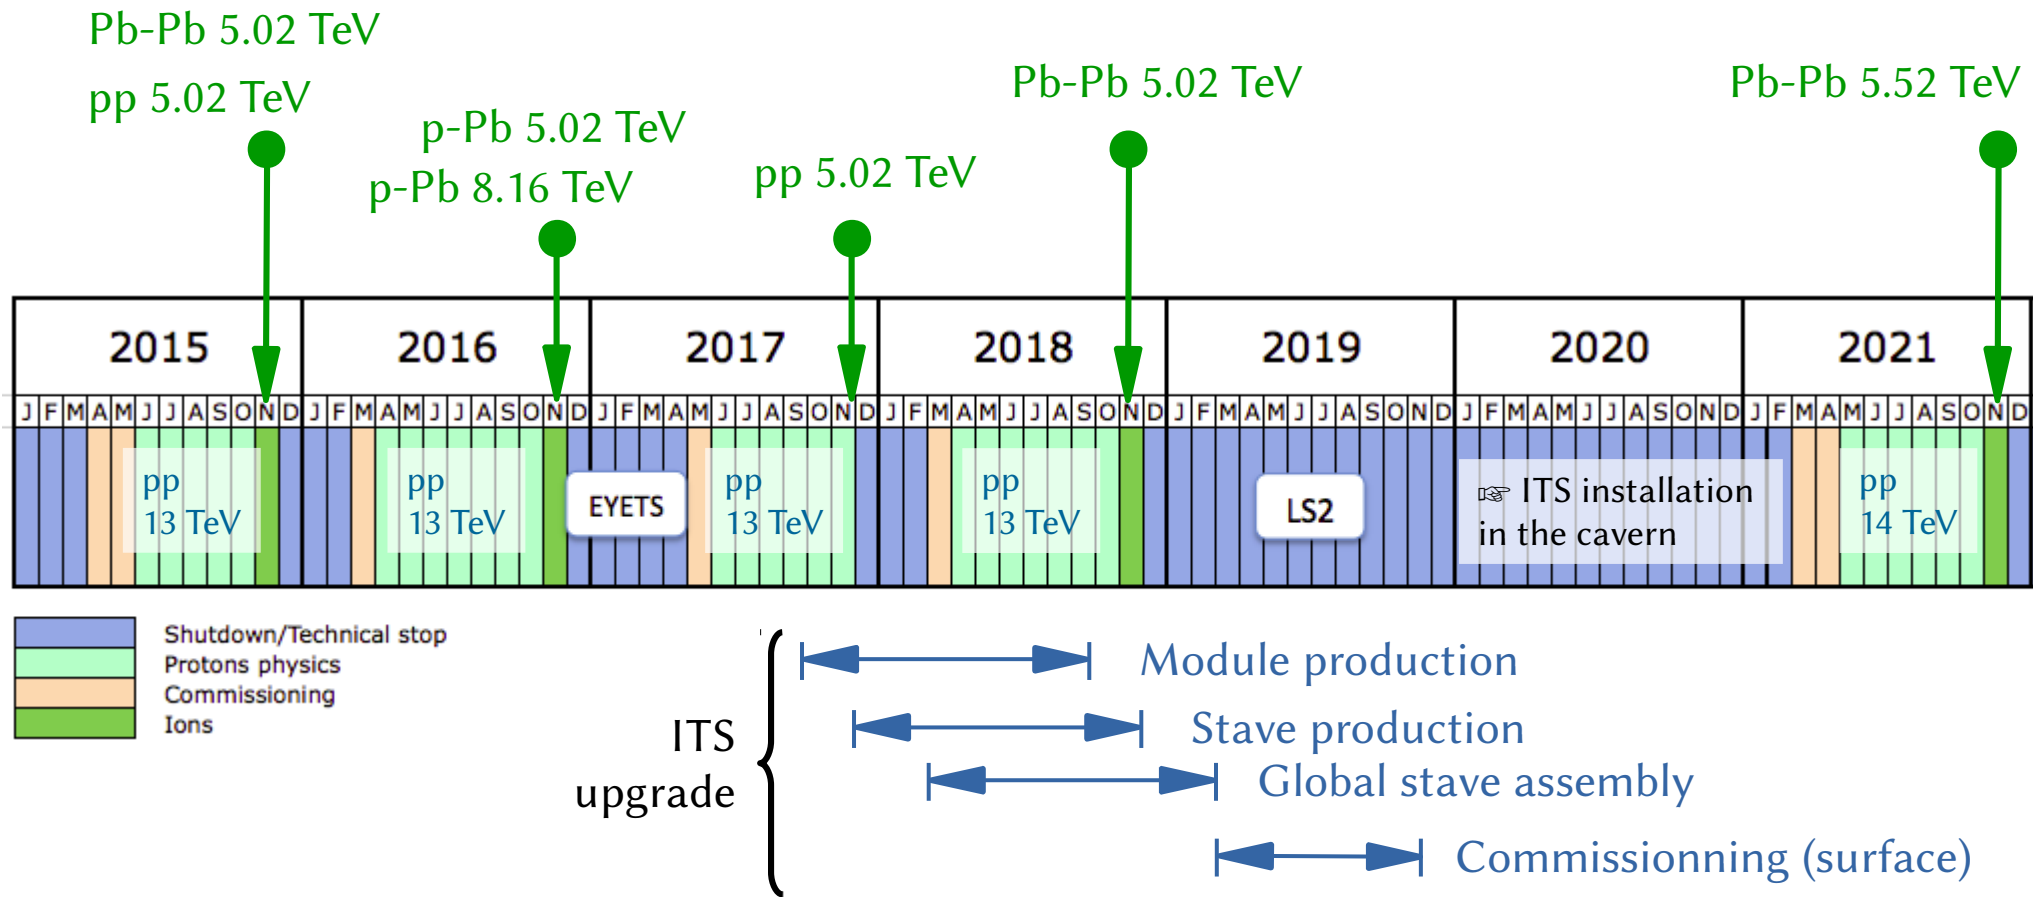 Pb-Pb 5.02 TeV
pp 5.02 TeV
p-Pb 5.02 TeV
p-Pb 8.16 TeV
pp 5.02 TeV
Pb-Pb 5.02 TeV
Pb-Pb 5.52 TeV
2015 2016 2017 2018 2019 2020 2021
J F M A M J J A S O N D J F M A M J J A S O N D J F M A M J J A S O N D J F M A M J J A S O N D J F M A M J J A S O N D J F M A M J J A S O N D J F M A M J J A S O N D
pp
13 TeV
pp
13 TeV
EYETS
pp
13 TeV
pp
13 TeV
LS2
☞ ITS installation
in the cavern
pp
14 TeV
Shutdown/Technical stop
Protons physics
Commissioning
Ions
ITS
upgrade
Module production
Stave production
Global stave assembly
Commissionning (surface)